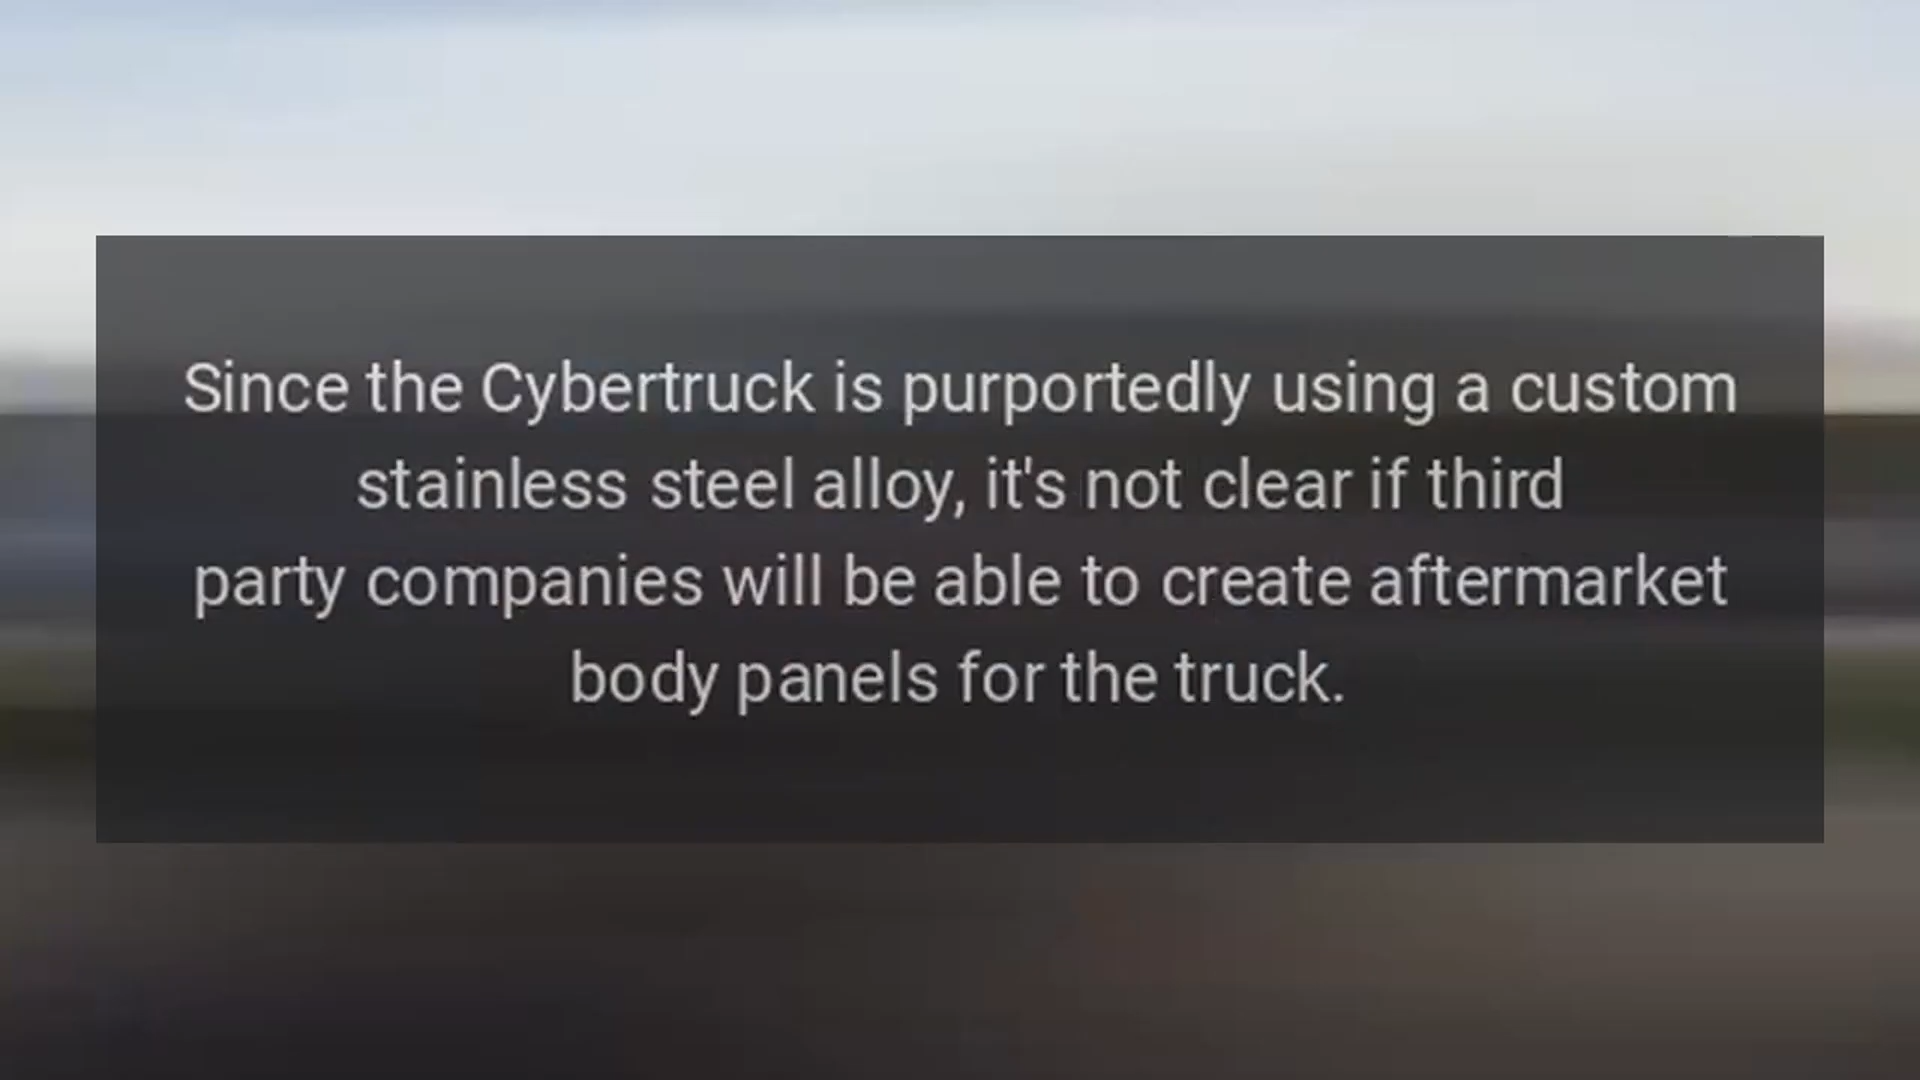 Since the Cybertruck is purportedly using a custom
stainless steel alloy, it's not clear if third
party companies will be able to create aftermarket
body panels for the truck.